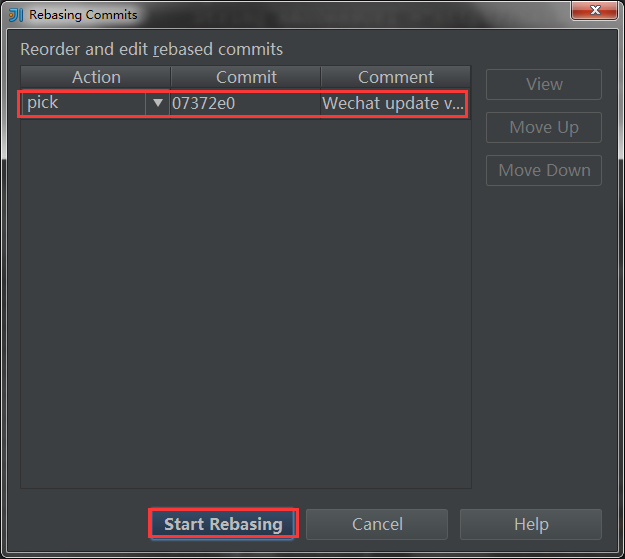 Rebasing Commits
Reorder and edit rebased commits
Action Commit Comment
pick 07372e0 Wechat update v...
View
Move Up
Move Down
Start Rebasing Cancel Help